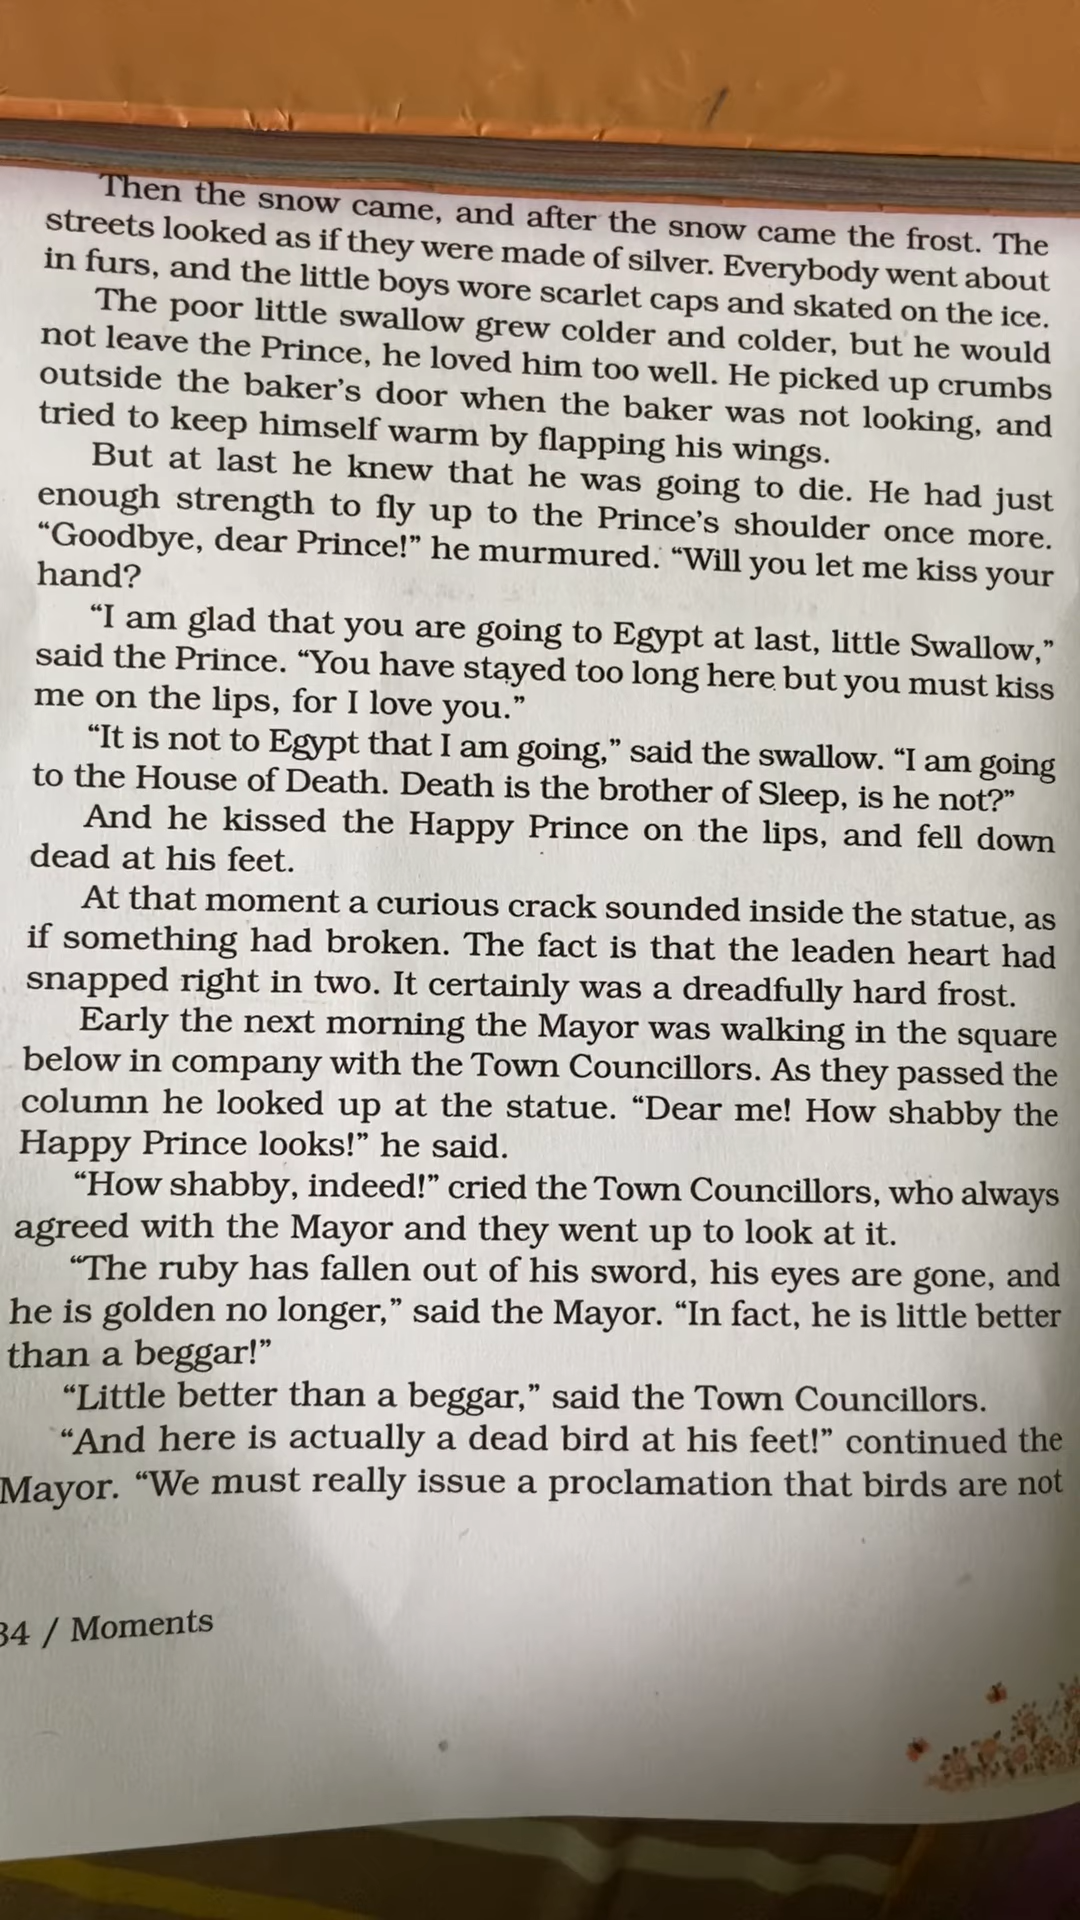 Then the snow came, and after the snow came the frost. The
streets looked as if they were made of silver. Everybody went about
in furs, and the little boys wore scarlet caps and skated on the ice.
The poor little swallow grew colder and colder, but he would
not leave the Prince, he loved him too well. He picked up crumbs
outside the baker’s door when the baker was not looking, and
tried to keep himself warm by flapping his wings.
But at last he knew that he was going to die. He had just
enough strength to fly up to the Prince’s shoulder once more.
“Goodbye, dear Prince!” he murmured. “Will you let me kiss your
hand?
“I am glad that you are going to Egypt at last, little Swallow,”
said the Prince. “You have stayed too long here but you must kiss
me on the lips, for I love you.”
“It is not to Egypt that I am going,” said the swallow. “I am going
to the House of Death. Death is the brother of Sleep, is he not?”
And he kissed the Happy Prince on the lips, and fell down
dead at his feet.
At that moment a curious crack sounded inside the statue, as
if something had broken. The fact is that the leaden heart had
snapped right in two. It certainly was a dreadfully hard frost.
Early the next morning the Mayor was walking in the square
below in company with the Town Councillors. As they passed the
column he looked up at the statue. “Dear me! How shabby the
Happy Prince looks!” he said.
“How shabby, indeed!” cried the Town Councillors, who always
agreed with the Mayor and they went up to look at it.
“The ruby has fallen out of his sword, his eyes are gone, and
he is golden no longer,” said the Mayor. “In fact, he is little better
than a beggar!”
“Little better than a beggar,” said the Town Councillors.
“And here is actually a dead bird at his feet!” continued the
Mayor. “We must really issue a proclamation that birds are not
34 / Moments